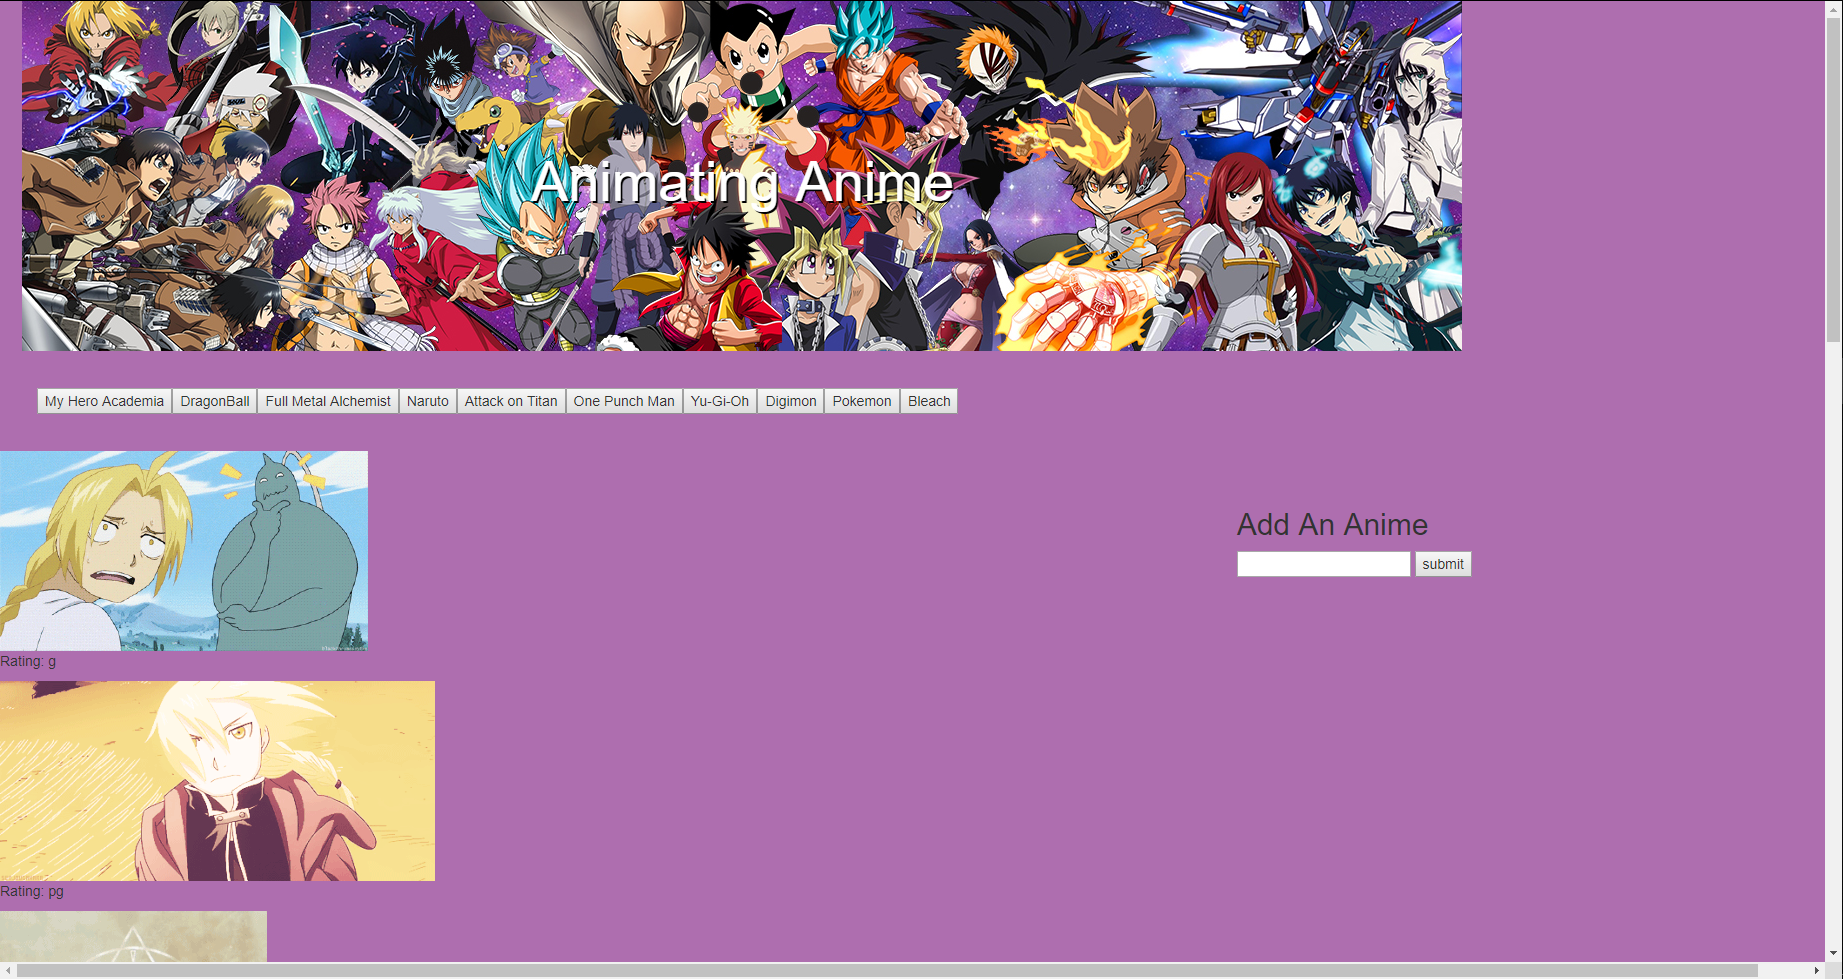 Animating Anime
My Hero Academia DragonBall Full Metal Alchemist Naruto Attack on Titan One Punch Man Yu-Gi-Oh Digimon Pokemon Bleach
Add An Anime
submit
Rating: g
Rating: pg